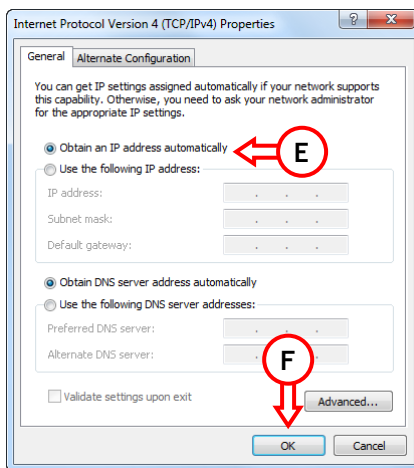 Internet Protocol Version 4 (TCP/IPv4) Properties
? X
General Alternate Configuration
You can get IP settings assigned automatically if your network supports
this capability. Otherwise, you need to ask your network administrator
for the appropriate IP settings.
Obtain an IP address automatically E
Use the following IP address:
IP address:
Subnet mask:
Default gateway:
Obtain DNS server address automatically
Use the following DNS server addresses:
Preferred DNS server:
Alternate DNS server:
F
Validate settings upon exit Advanced...
OK Cancel